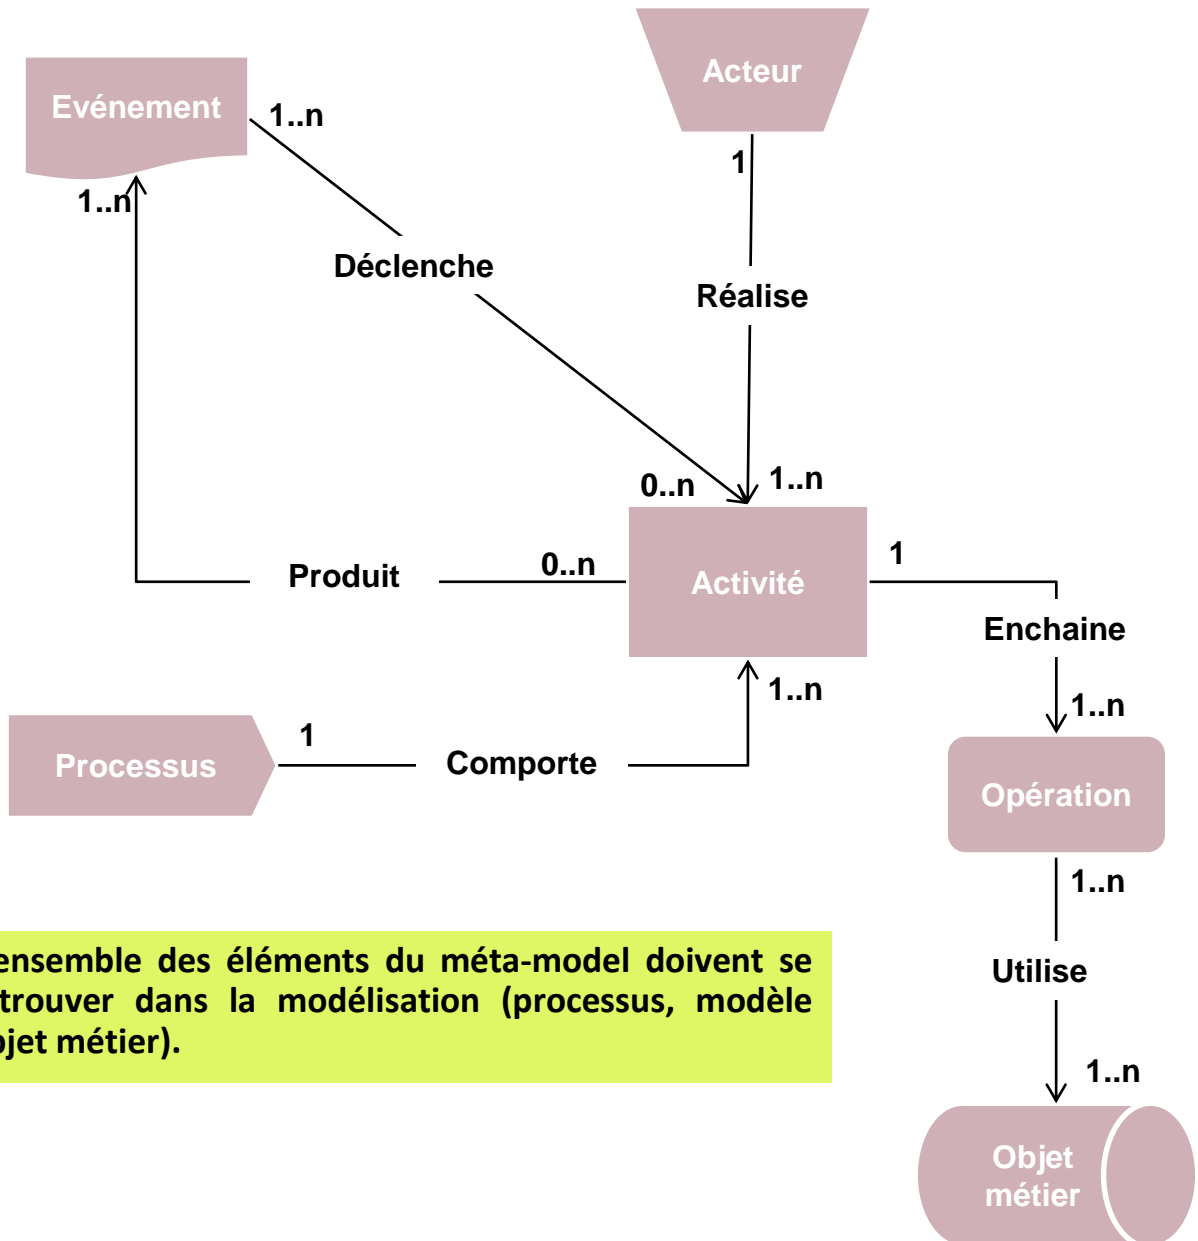 Acteur
Evénement
1..n
1
1..n
Déclenche
Réalise
0..n
1..n
Produit
0..n
Activité
1
Enchaine
1..n
1..n
Processus
1
Comporte
Opération
1..n
ensemble des éléments du méta-model doivent se
trouver dans la modélisation (processus, modèle
jet métier).
Utilise
1..n
Objet
métier